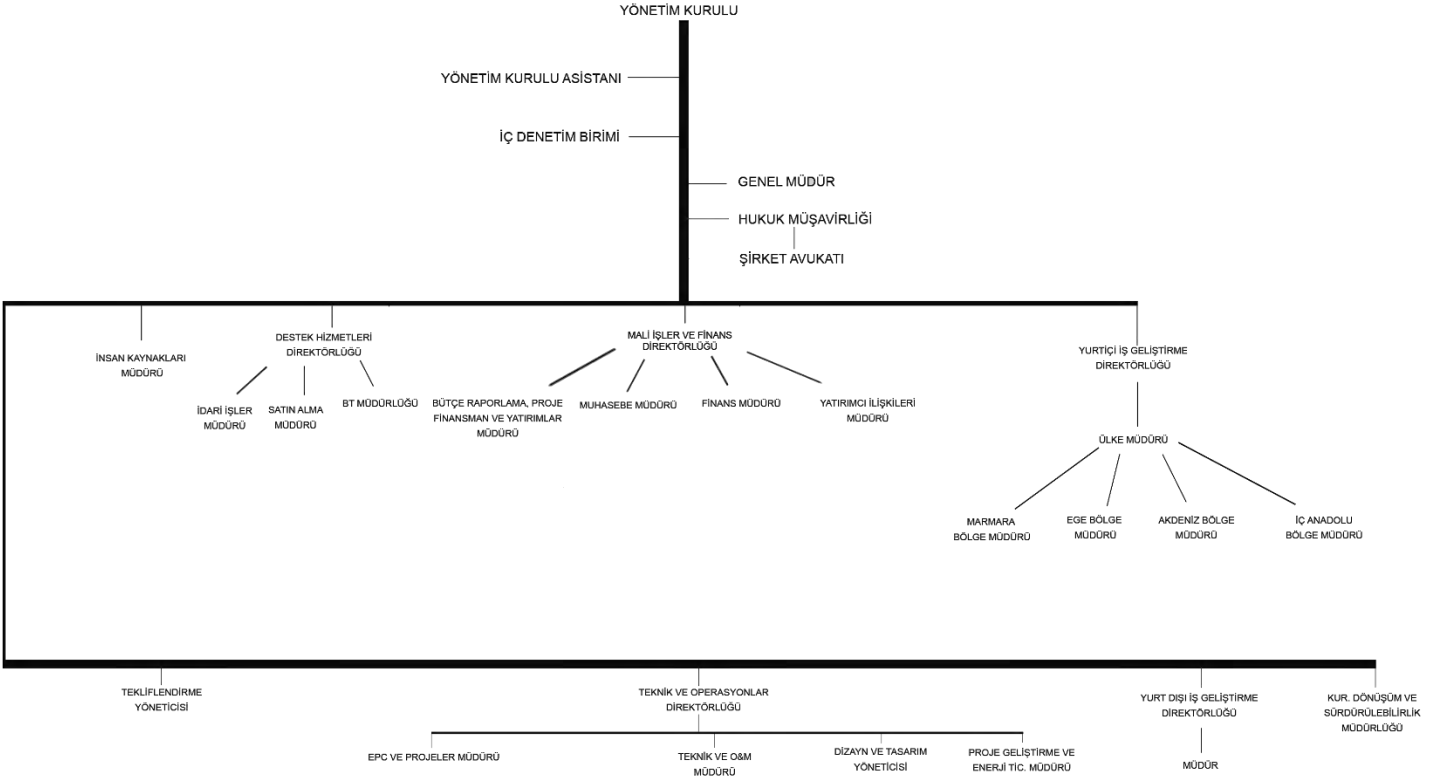 YÖNETİM KURULU
YÖNETİM KURULU ASİSTANI
İÇ DENETİM BİRİMİ
GENEL MÜDÜR
HUKUK MÜŞAVİRLİĞİ
ŞİRKET AVUKATI
İNSAN KAYNAKLARI
MÜDÜRÜ
DESTEK HİZMETLERİ
DİREKTÖRLÜĞÜ
İDARİ İŞLER
MÜDÜRÜ
SATIN ALMA
MÜDÜRÜ
BT MÜDÜRLÜĞÜ
MALİ İŞLER VE FİNANS
DİREKTÖRLÜĞÜ
BÜTÇE RAPORLAMA, PROJE
FİNANSMAN VE YATIRIMLAR
MÜDÜRÜ
MUHASEBE MÜDÜRÜ
FİNANS MÜDÜRÜ
YATIRIMCI İLİŞKİLERİ
MÜDÜRÜ
YURTİÇİ İŞ GELİŞTİRME
DİREKTÖRLÜĞÜ
ÜLKE MÜDÜRÜ
MARMARA
BÖLGE MÜDÜRÜ
EGE BÖLGE
MÜDÜRÜ
AKDENİZ BÖLGE
MÜDÜRÜ
İÇ ANADOLU
BÖLGE MÜDÜRÜ
TEKLİFLENDİRME
YÖNETİCİSİ
TEKNİK VE OPERASYONLAR
DİREKTÖRLÜĞÜ
EPC VE PROJELER MÜDÜRÜ
TEKNİK VE O&M
MÜDÜRÜ
DİZAYN VE TASARIM
YÖNETİCİSİ
PROJE GELİŞTİRME VE
ENERJİ TİC. MÜDÜRÜ
YURT DIŞI İŞ GELİŞTİRME
DİREKTÖRLÜĞÜ
MÜDÜR
KUR. DÖNÜŞÜM VE
SÜRDÜRÜLEBİLİRLİK
MÜDÜRLÜĞÜ